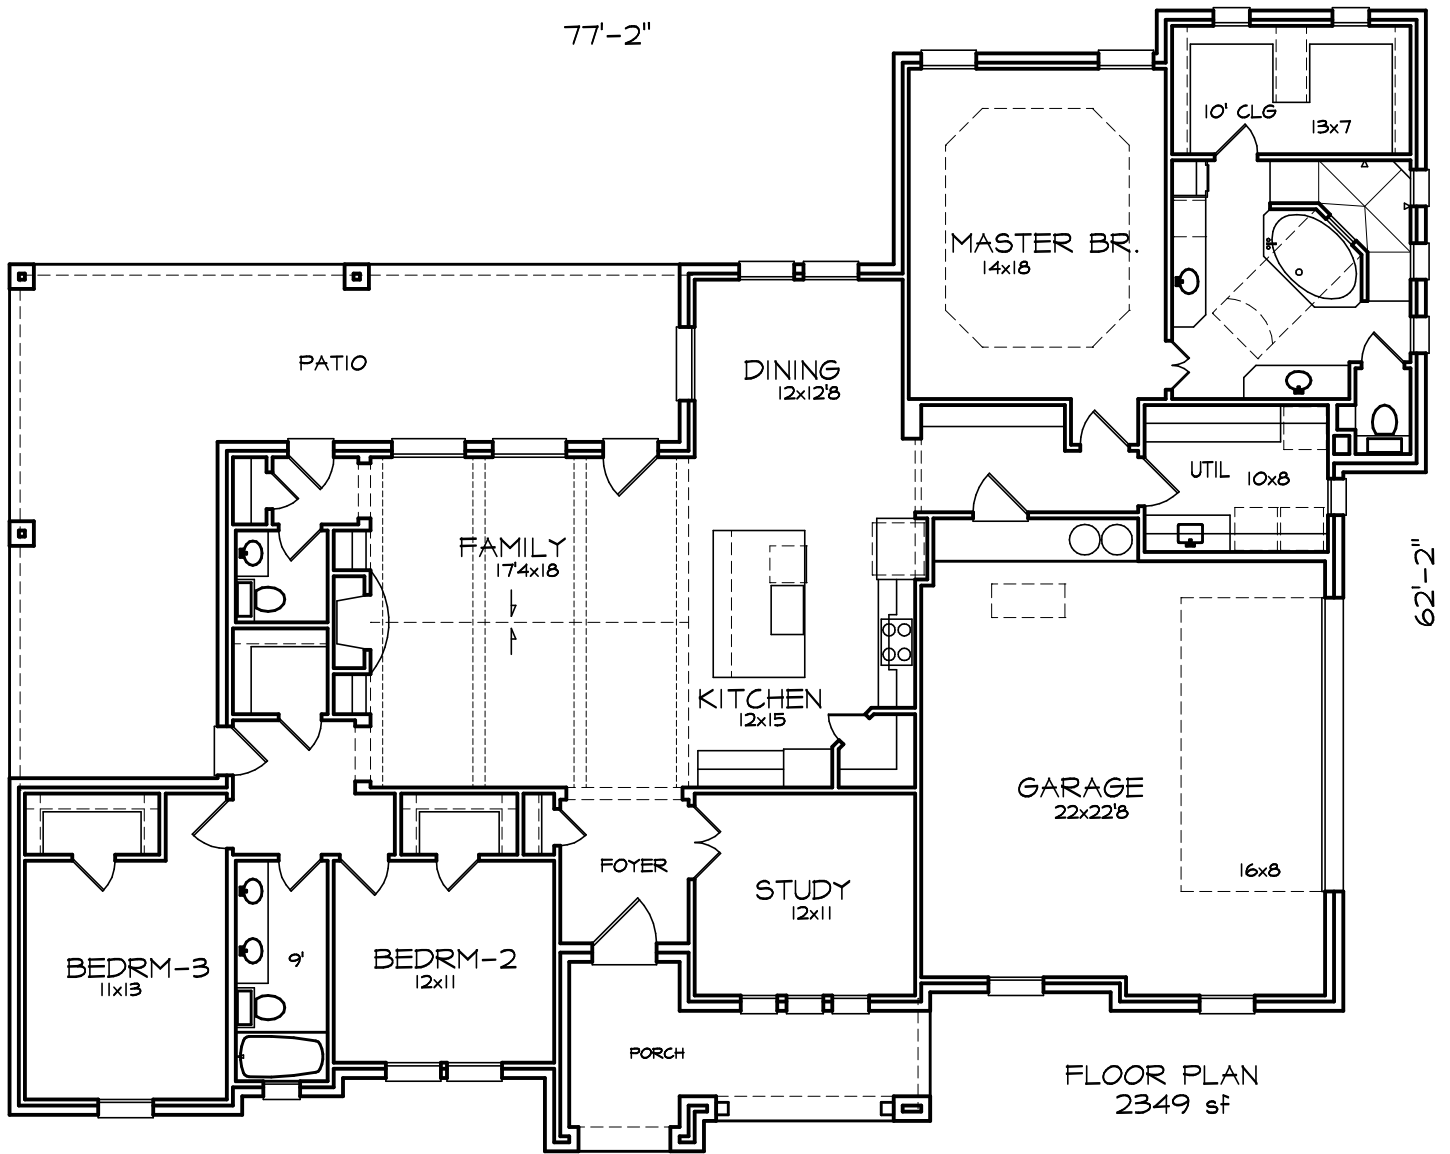 77'-2"
10' CLG
13x7
MASTER BR.
14x18
PATIO
DINING
12x12'8
UTIL
10x8
FAMILY
17'4x18
62'-2"
KITCHEN
12x15
GARAGE
22x22'8
16x8
FOYER
STUDY
12x11
BEDRM-3
11x13
9'
BEDRM-2
12x11
PORCH
FLOOR PLAN
2349 sf